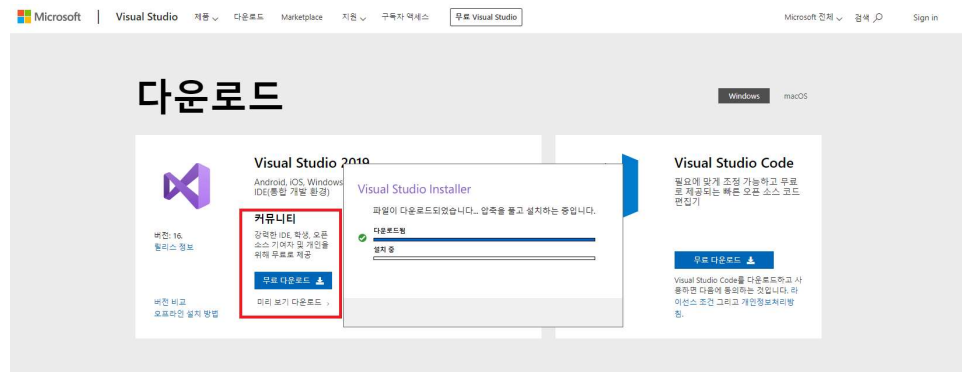 Microsoft
Visual Studio 제품 다운로드 Marketplace 지원 구독자 액세스 무료 Visual Studio Microsoft 전체 검색 Sign in
다운로드
Windows macOS
Visual Studio 2019
Android, iOS, Windows
IDE(통합 개발 환경)
커뮤니티
강력한 IDE, 학생, 오픈
소스 기여자 및 개인을
위해 무료로 제공
무료 다운로드
미리 보기 다운로드
버전: 16.
릴리스 정보
버전 비교
오프라인 설치 방법
Visual Studio Installer
파일이 다운로드되었습니다... 압축을 풀고 설치하는 중입니다.
다운로드됨
설치 중
Visual Studio Code
필요에 맞게 조정 가능하고 무료
로 제공되는 빠른 오픈 소스 코드
편집기
무료 다운로드
Visual Studio Code를 다운로드하고 사
용하면 다음에 동의하는 것입니다. 라
이선스 조건 그리고 개인정보처리방
침.